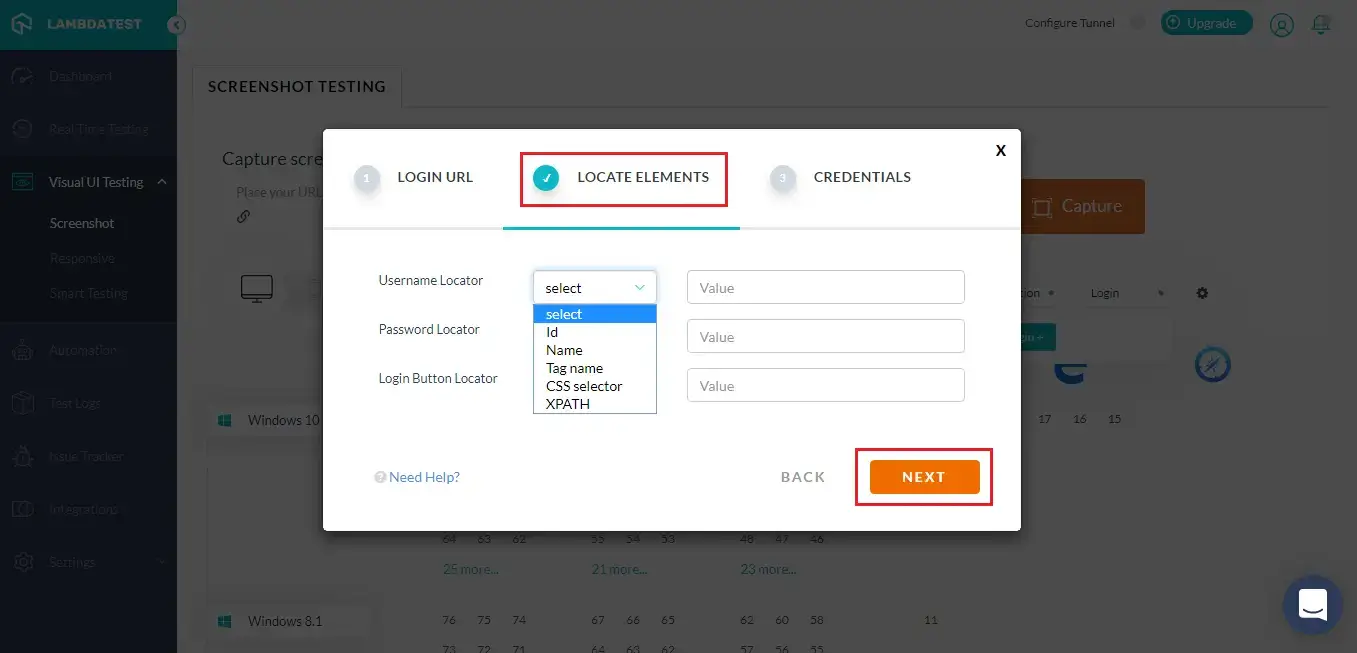 LAMBDATEST
Configure Tunnel
Upgrade
Dashboard
Real Time Testing
Visual UI Testing
Screenshot
Responsive
Smart Testing
Automation
Test Logs
Issue Tracker
Integrations
Settings
SCREENSHOT TESTING
Capture scre
Place your URL
Capture
Login
X
1 LOGIN URL
LOCATE ELEMENTS
3 CREDENTIALS
Username Locator
select
Value
select
Id
Name
Tag name
CSS selector
XPATH
Password Locator
Value
Login Button Locator
Value
Need Help?
BACK
NEXT
Windows 10
17 16 15
64 63 62 55 54 53 48 47 46
25 more... 21 more... 23 more...
Windows 8.1
76 75 74 67 66 65 62 60 58 11
73 72 71 64 63 62 57 56 55